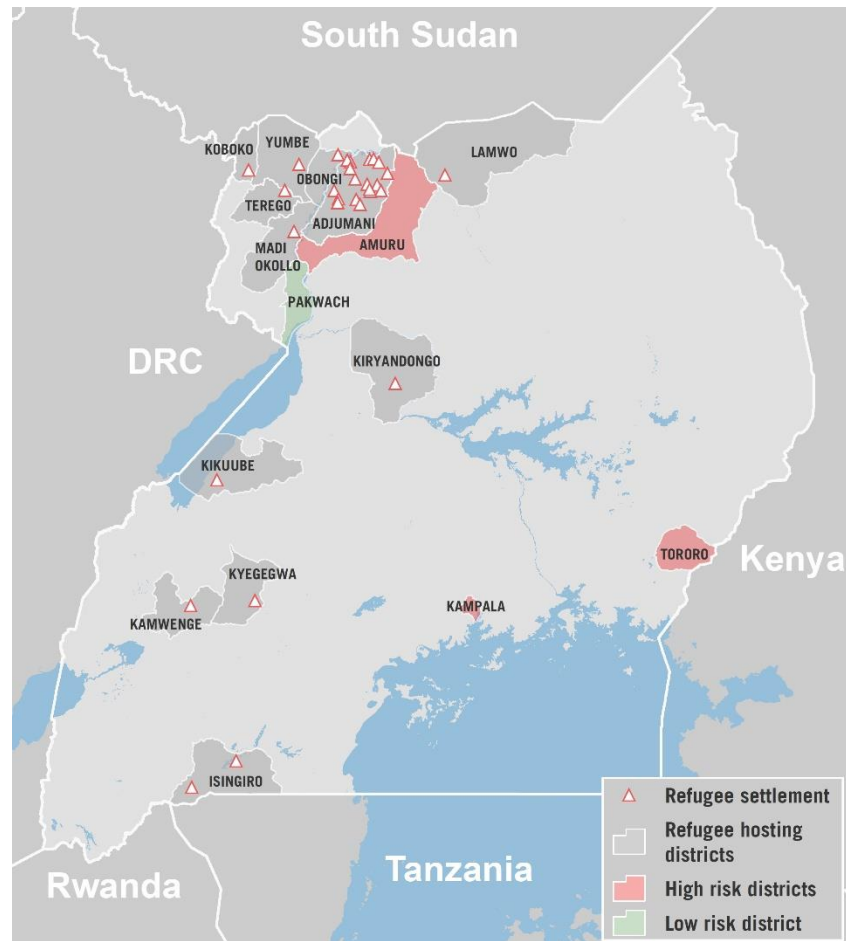 South Sudan
KOBOKO
YUMBE
LAMWO
OBONGI
TEREGO
ADJUMANI
MADI
OKOLLO
AMURU
PAKWACH
DRC
KIRYANDONGO
KIKUUBE
TORORO
Kenya
KYEGEGWA
KAMPALA
KAMWENGE
ISINGIRO
Rwanda
Tanzania
Refugee settlement
Refugee hosting
districts
High risk districts
Low risk district